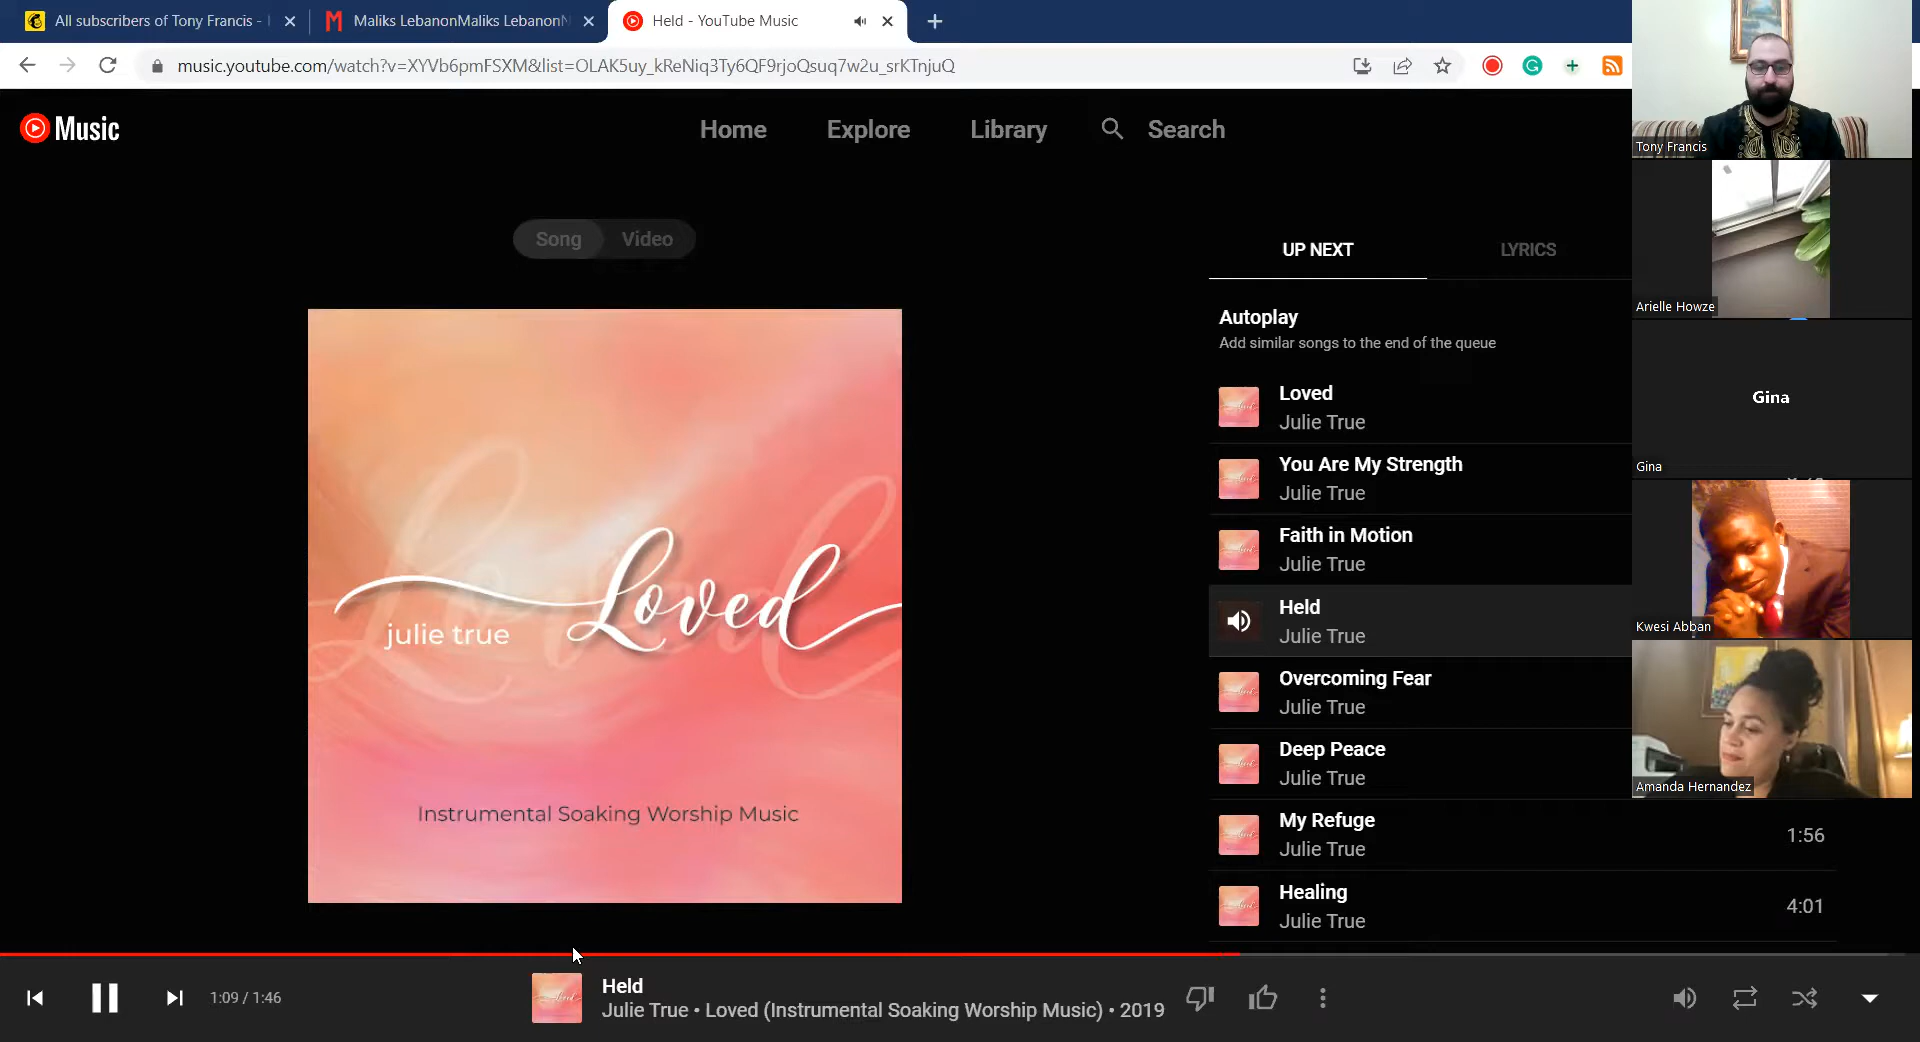 All subscribers of Tony Francis -
Maliks LebanonMaliks Lebanon
Held - YouTube Music
music.youtube.com/watch?v=XYVb6pmFSXM&list=OLAK5uy_kReNiq3Ty6QF9rjoQsuq7w2u_srKTnjuQ
Music
Home
Explore
Library
Search
Song
Video
UP NEXT
LYRICS
Autoplay
Add similar songs to the end of the queue
Loved
Julie True
You Are My Strength
Julie True
Faith in Motion
Julie True
Held
Julie True
Overcoming Fear
Julie True
Deep Peace
Julie True
My Refuge
Julie True
1:56
Healing
Julie True
4:01
Loved
julie true
Loved
Instrumental Soaking Worship Music
Tony Francis
Arielle Howze
Gina
Gina
Kwesi Abban
Amanda Hernandez
1:09 / 1:46
Held
Julie True • Loved (Instrumental Soaking Worship Music) • 2019